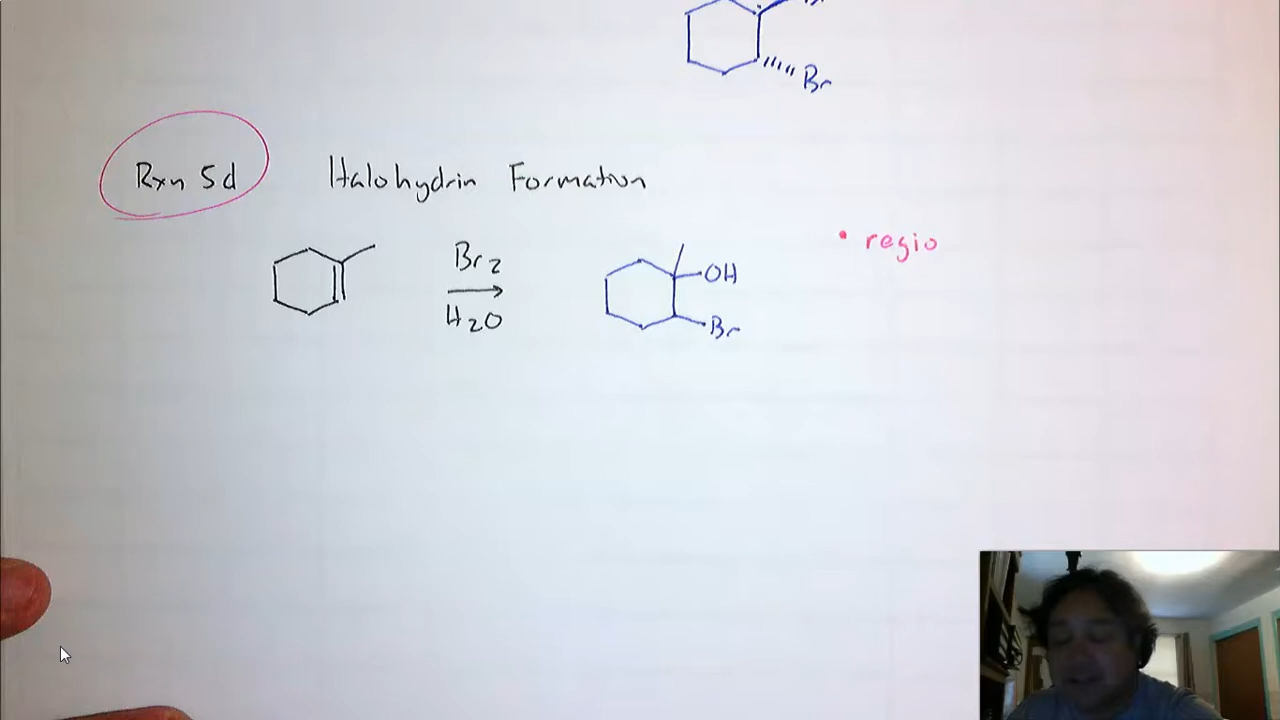 Br
Rxn 5d Halohydrin Formation
Br2
H2O
OH
Br
• regio